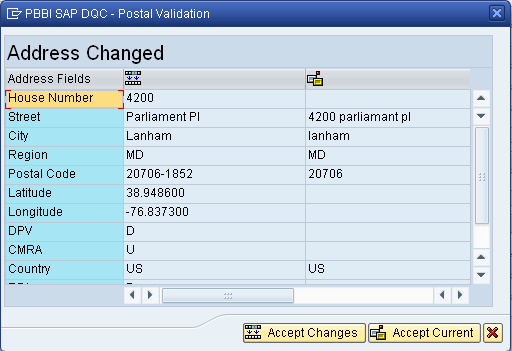 PBBI SAP DQC - Postal Validation
Address Changed
Address Fields
House Number 4200
Street Parliament Pl 4200 parliamant pl
City Lanham lanham
Region MD MD
Postal Code 20706-1852 20706
Latitude 38.948600
Longitude -76.837300
DPV D
CMRA U
Country US US
Accept Changes Accept Current